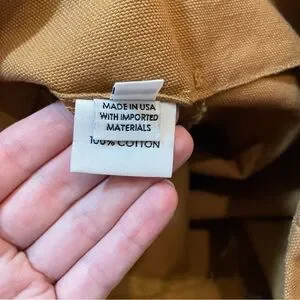 MADE IN USA
WITH IMPORTED
MATERIALS
100% COTTON